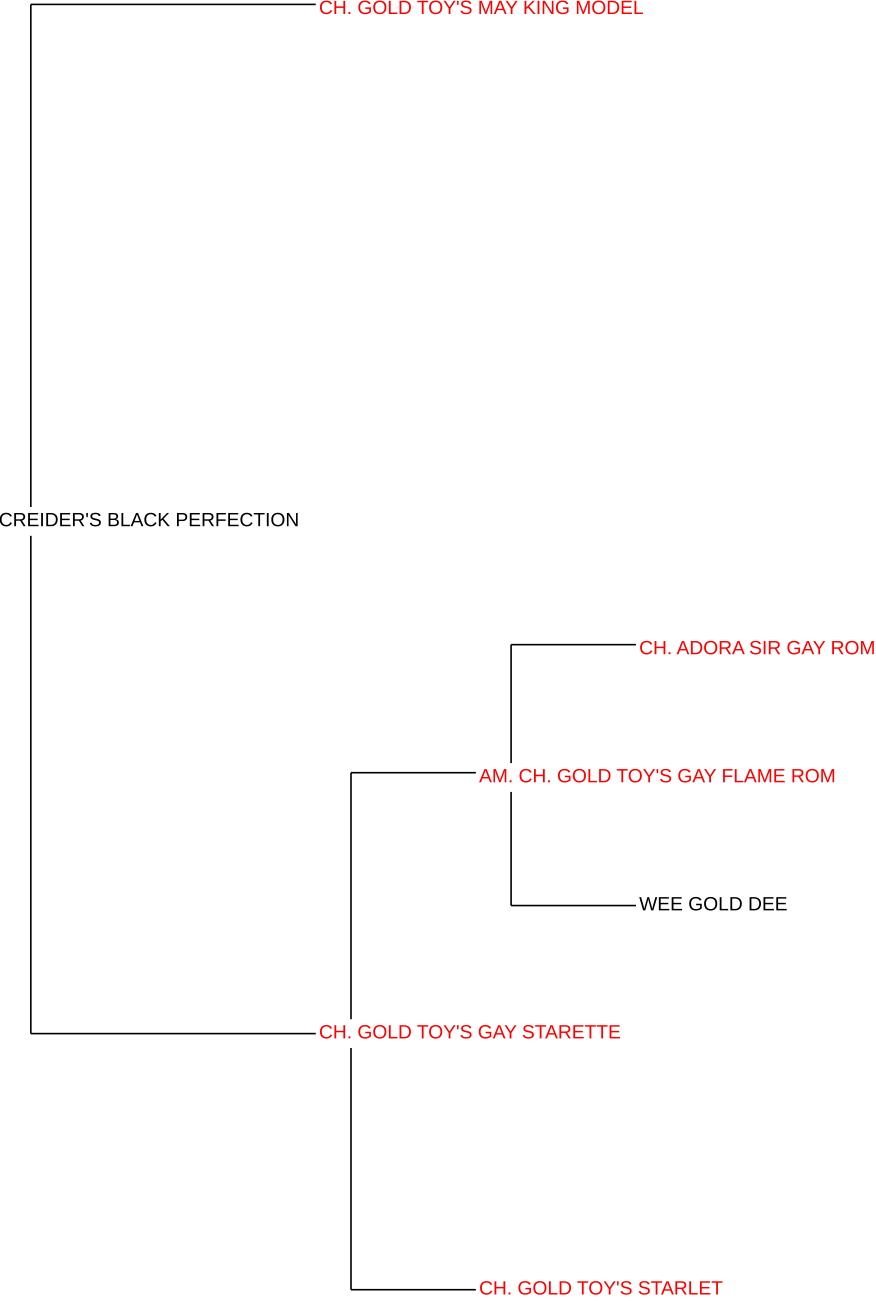 CH. GOLD TOY'S MAY KING MODEL
CREIDER'S BLACK PERFECTION
CH. ADORA SIR GAY ROM
AM. CH. GOLD TOY'S GAY FLAME ROM
WEE GOLD DEE
CH. GOLD TOY'S GAY STARETTE
CH. GOLD TOY'S STARLET